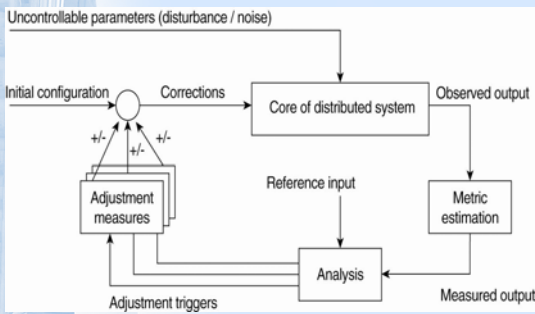 Uncontrollable parameters (disturbance / noise)
Initial configuration
Corrections
Core of distributed system
Observed output
+/-
+/-
+/-
Reference input
Adjustment
measures
Metric
estimation
Analysis
Adjustment triggers
Measured output